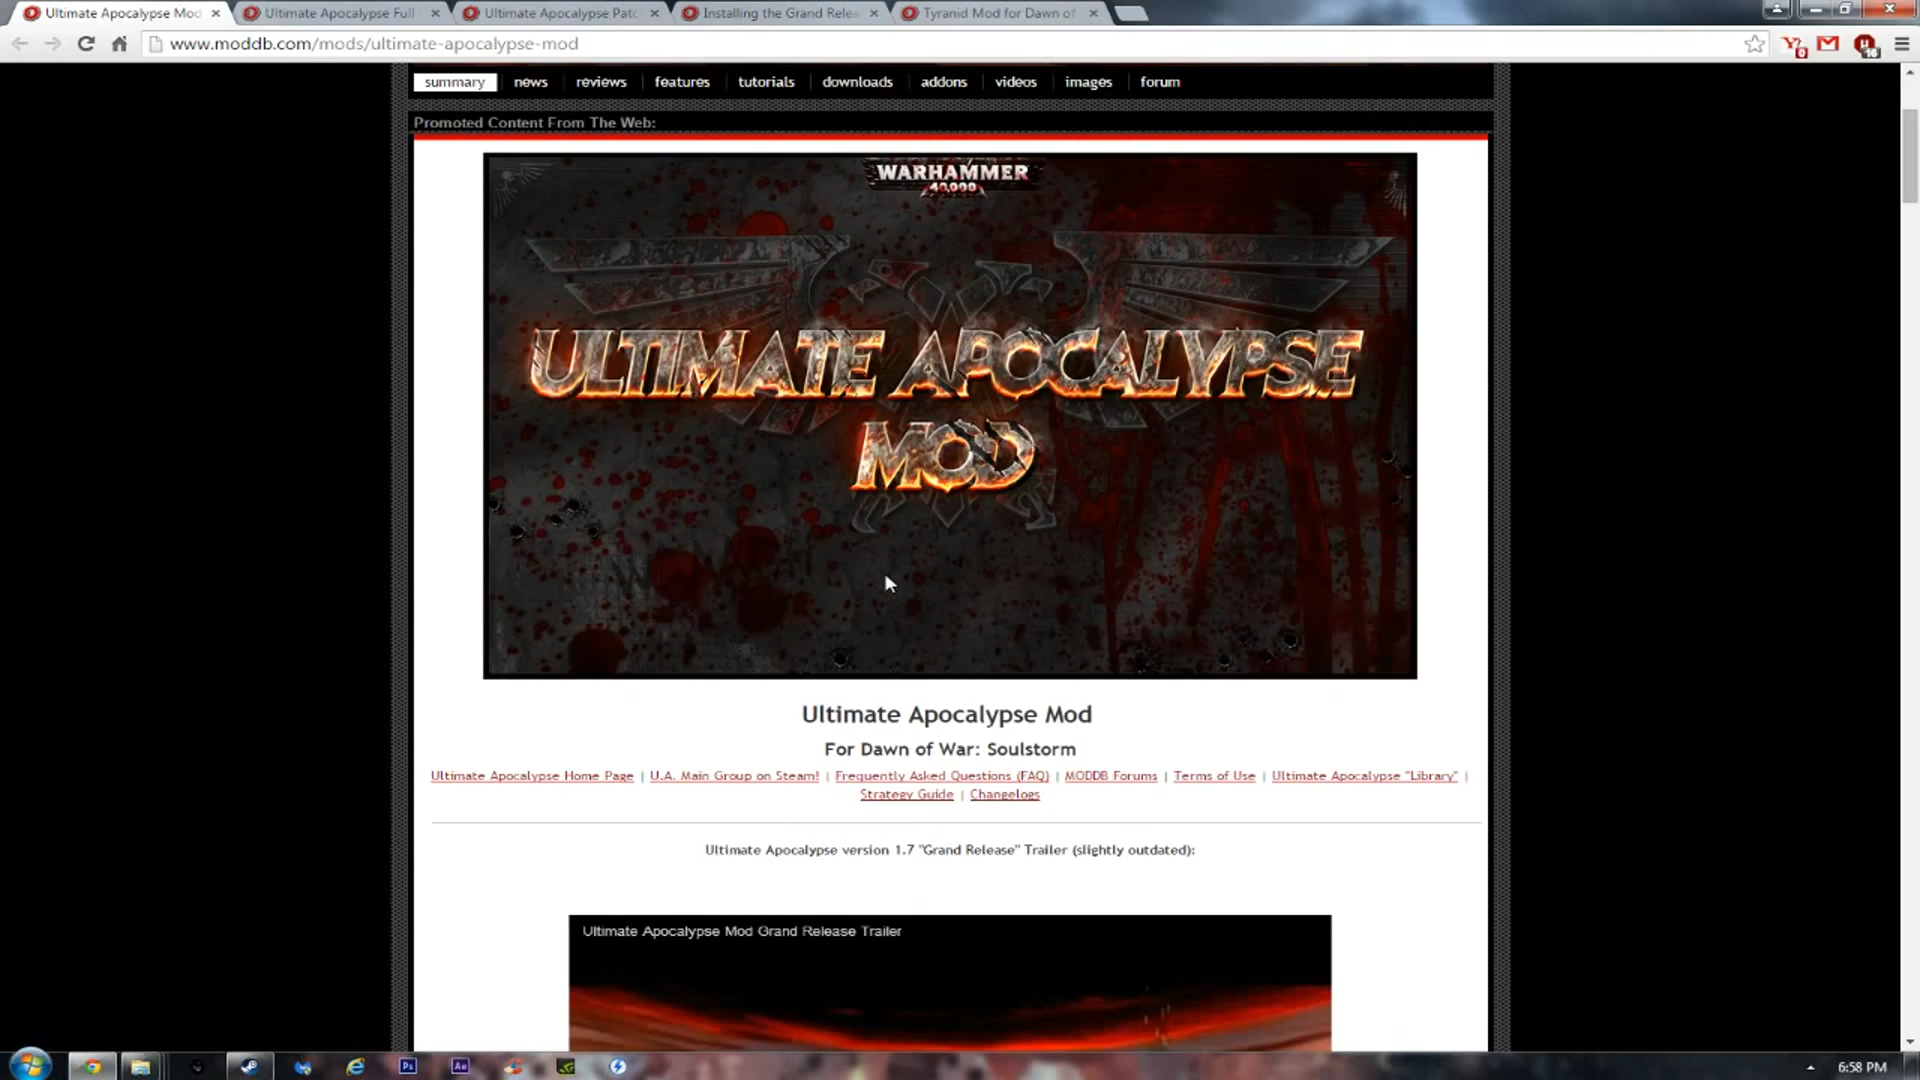 Ultimate Apocalypse Mod
Ultimate Apocalypse Full
Ultimate Apocalypse Patc
Installing the Grand Relea
Tyranid Mod for Dawn of
www.moddb.com/mods/ultimate-apocalypse-mod
summary
news
reviews
features
tutorials
downloads
addons
videos
images
forum
Promoted Content From The Web:
WARHAMMER
40,000
ULTIMATE APOCALYPSE
MOD
Ultimate Apocalypse Mod
For Dawn of War: Soulstorm
Ultimate Apocalypse Home Page | U.A. Main Group on Steam! | Frequently Asked Questions (FAQ) | MODDB Forums | Terms of Use | Ultimate Apocalypse "Library" |
Strategy Guide | Changelogs
Ultimate Apocalypse version 1.7 "Grand Release" Trailer (slightly outdated):
Ultimate Apocalypse Mod Grand Release Trailer
Ps
Ae
6:58 PM